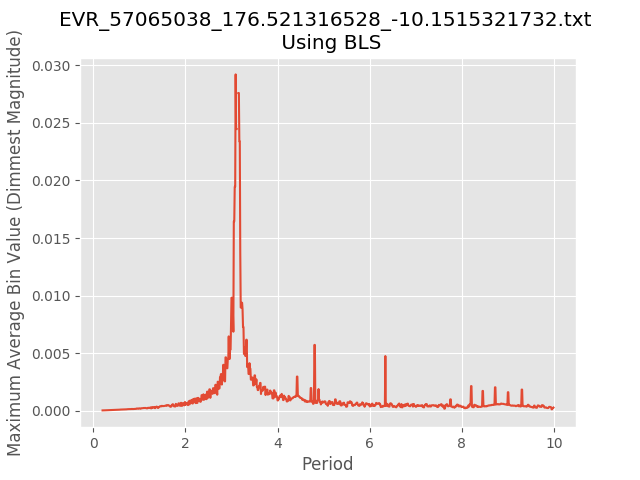 EVR_57065038_176.521316528_-10.1515321732.txt
Using BLS
Maximum Average Bin Value (Dimmest Magnitude)
0.030
0.025
0.020
0.015
0.010
0.005
0.000
0 2 4 6 8 10
Period